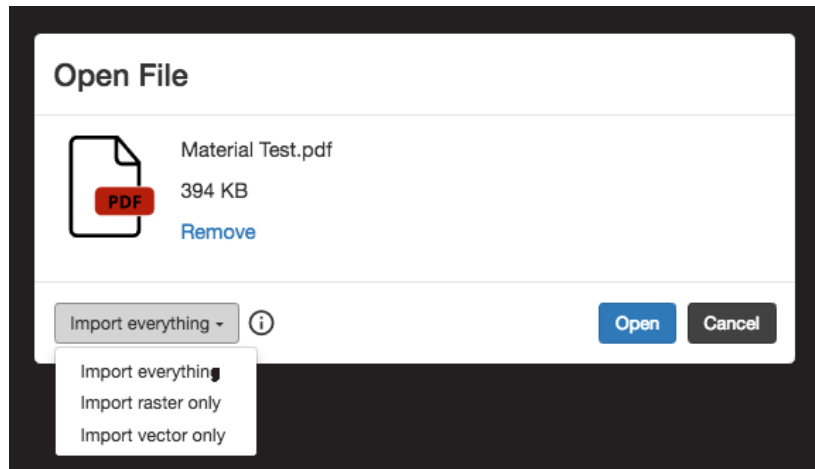 Open File
Material Test.pdf
394 KB
PDF
Remove
Import everything
Open
Cancel
Import everything
Import raster only
Import vector only